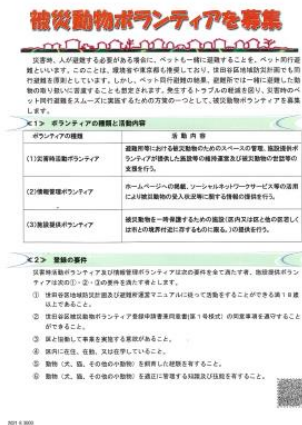 被災動物ボランティアを募集
災害時、人が避難する必要がある場合に、ペットも一緒に避難することを、ペット同行避
難といいます。このことは、環境省や東京都も推奨しており、世田谷区地域防災計画でも同
行避難を原則としています。しかし、ペット同行避難の結果、避難所では一緒に避難した動
物の取り扱いに苦慮することも想定されます。発生するトラブルの軽減を図り、災害時のペ
ット同行避難をスムーズに実施するための方策の一つとして、被災動物ボランティアを募集
します。
≪1≫ ボランティアの種類と活動内容
ボランティアの種類 活動内容
(1)災害時活動ボランティア
避難所等における被災動物のためのスペースの管理、施設提供ボ
ランティアが提供した施設等の維持運営及び被災動物の世話等の
支援を行う。
(2)情報管理ボランティア
ホームページへの掲載、ソーシャルネットワークサービス等の活用
により被災動物の受入状況等に関する情報の提供を行う。
(3)施設提供ボランティア
被災動物を一時保護するための施設(区内又は区と他の区若しく
は市との境界付近に存するものに限る。)の提供を行う。
≪2≫ 登録の要件
災害時活動ボランティア及び情報管理ボランティアは次の要件を全て満たす者、施設提供ボラン
ティアは次の①・②・③の要件を満たす者とします。
① 世田谷区地域防災計画及び避難所運営マニュアルに従って活動をすることができる満18歳
以上であること。
② 世田谷区被災動物ボランティア登録申請書兼同意書(第1号様式)の同意事項を遵守すること
ができること。
③ 区と協働して事業を実施する意欲があること。
④ 区内に在住、在勤、又は在学していること。
⑤ 動物(犬、猫、その他の小動物)を飼育した経験を有すること。
⑥ 動物(犬、猫、その他小動物)を適正に管理する知識及び技能を有すること。